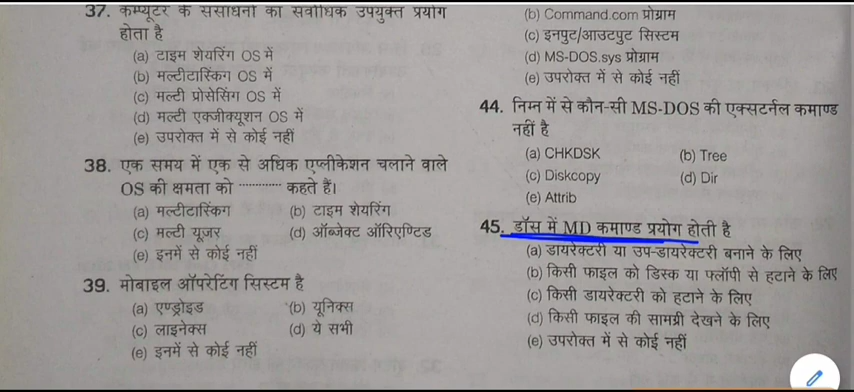 37. कम्प्यूटर के संसाधनों का सर्वाधिक उपयुक्त प्रयोग
होता है
(a) टाइम शेयरिंग OS में
(b) मल्टीटास्किंग OS में
(c) मल्टी प्रोसेसिंग OS में
(d) मल्टी एक्जीक्यूशन OS में
(e) उपरोक्त में से कोई नहीं
38. एक समय में एक से अधिक एप्लीकेशन चलाने वाले
OS की क्षमता को ............ कहते हैं।
(a) मल्टीटास्किंग (b) टाइम शेयरिंग
(c) मल्टी यूजर (d) ऑब्जेक्ट ऑरिएण्टिड
(e) इनमें से कोई नहीं
39. मोबाइल ऑपरेटिंग सिस्टम है
(a) एण्ड्रोइड (b) यूनिक्स
(c) लाइनेक्स (d) ये सभी
(e) इनमें से कोई नहीं
(b) Command.com प्रोग्राम
(c) इनपुट/आउटपुट सिस्टम
(d) MS-DOS.sys प्रोग्राम
(e) उपरोक्त में से कोई नहीं
44. निम्न में से कौन-सी MS-DOS की एक्सटर्नल कमाण्ड
नहीं है
(a) CHKDSK (b) Tree
(c) Diskcopy (d) Dir
(e) Attrib
45. डॉस में MD कमाण्ड प्रयोग होती है
(a) डायरेक्टरी या उप-डायरेक्टरी बनाने के लिए
(b) किसी फाइल को डिस्क या फ्लॉपी से हटाने के लिए
(c) किसी डायरेक्टरी को हटाने के लिए
(d) किसी फाइल की सामग्री देखने के लिए
(e) उपरोक्त में से कोई नहीं